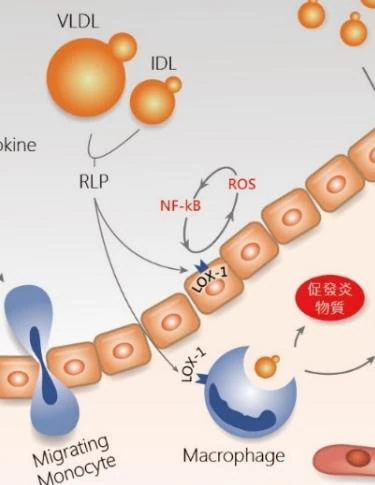 VLDL
IDL
okine
RLP
ROS
NF-kB
LOX-1
促發炎
物質
LOX-1
Macrophage
Migrating
Monocyte